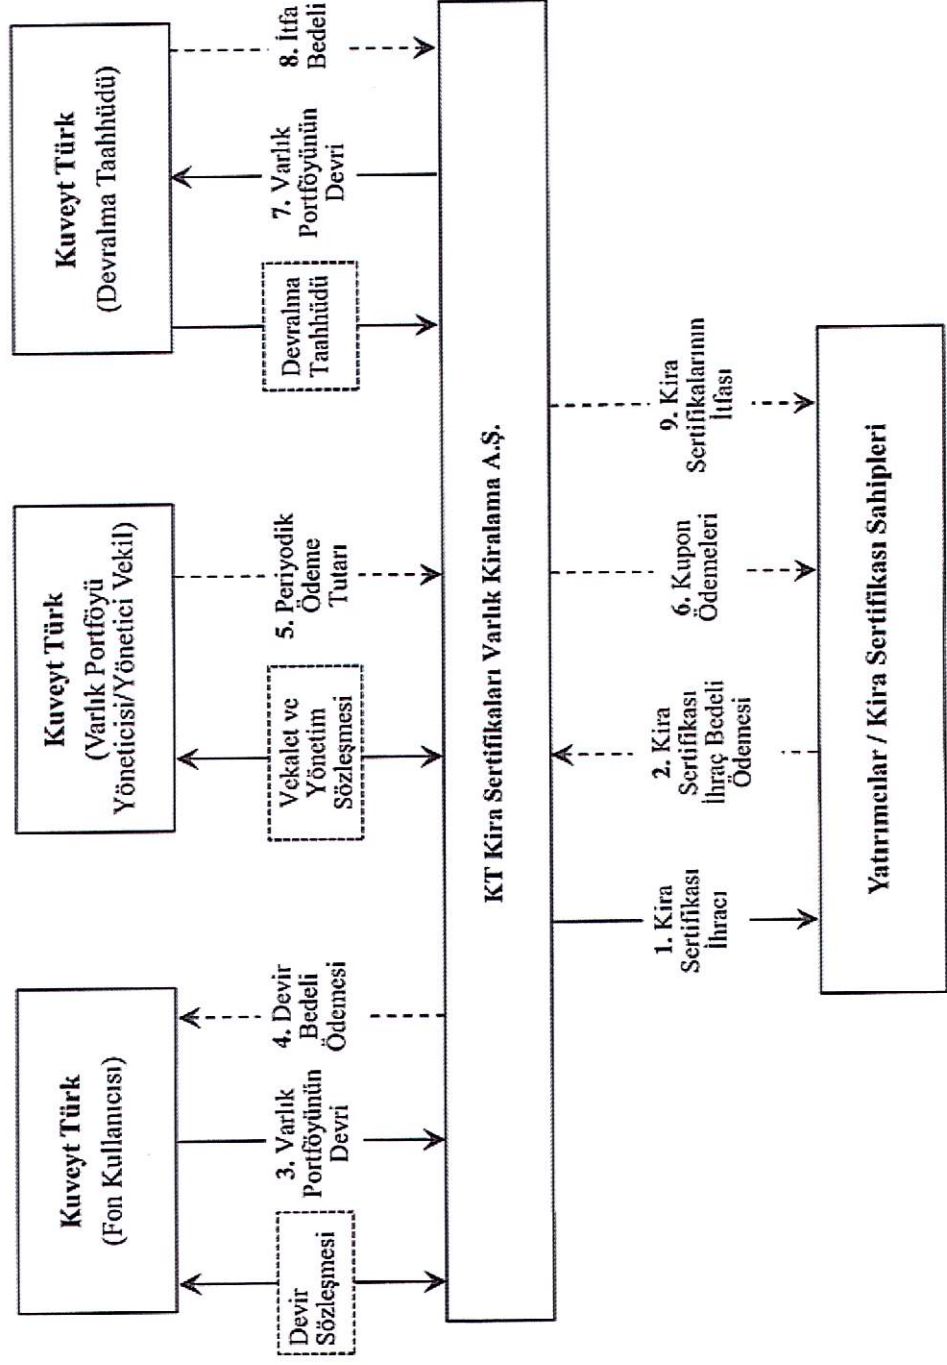 Kuveyt Türk
(Fon Kullanıcısı)
Kuveyt Türk
(Varlık Portföyü
Yöneticisi/Yönetici Vekil)
Kuveyt Türk
(Devralma Taahhüdü)
Devir
Sözleşmesi
3. Varlık
Portföyünün
Devri
4. Devir
Bedeli
Ödemesi
Vekalet ve
Yönetim
Sözleşmesi
5. Periyodik
Ödeme
Tutarı
Devralma
Taahhüdü
7. Varlık
Portföyünün
Devri
8. İtfa
Bedeli
KT Kira Sertifikaları Varlık Kiralama A.Ş.
1. Kira
Sertifikası
İhracı
2. Kira
Sertifikası
İhraç Bedeli
Ödemesi
6. Kupon
Ödemeleri
9. Kira
Sertifikalarının
İtfası
Yatırımcılar / Kira Sertifikası Sahipleri